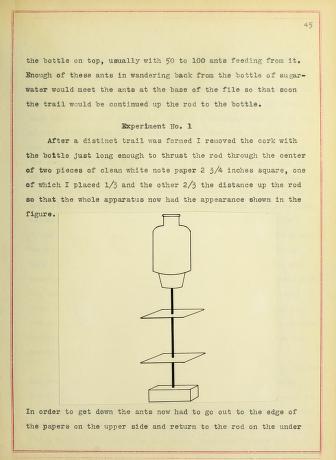 45
the bottle on top, usually with 50 to 100 ants feeding from it.
Enough of these ants in wandering back from the bottle of sugar-
water would meet the ants at the base of the file so that soon
the trail would be continued up the rod to the bottle.
Experiment No. 1
After a distinct trail was formed I removed the cork with
the bottle just long enough to thrust the rod through the center
of two pieces of clean white note paper 2 3/4 inches square, one
of which I placed 1/3 and the other 2/3 the distance up the rod
so that the whole apparatus now had the appearance shown in the
figure.
In order to get down the ants now had to go out to the edge of
the papers on the upper side and return to the rod on the under